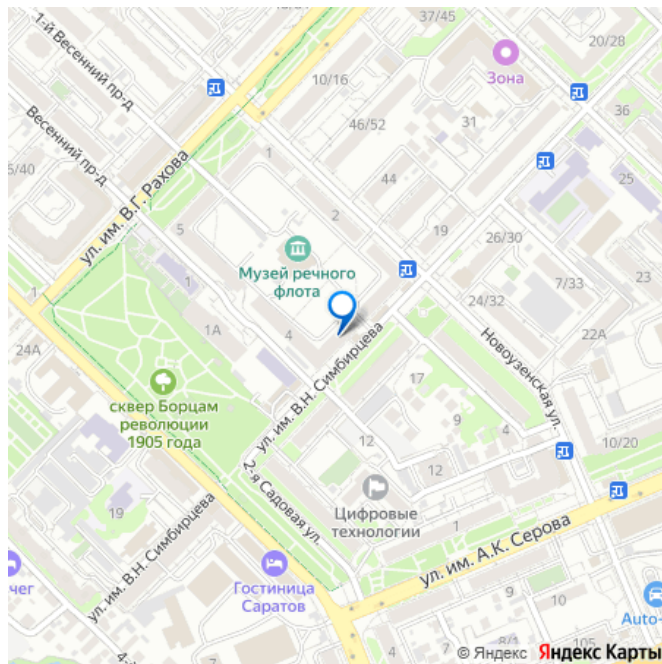 37/45
20/28
1-й Весенний пр-д
10/16
Зона
36
46/52
31
Весенний пр-д
1
25
44
5/40
ул. им. В.Г. Рахова
5
2
19
26/30
23
Музей речного
флота
7/33
1
24/32
1
1А
4
22А
24А
Новоузенская ул.
ул. им. В.Н. Симбирцева
17
сквер Борцам
революции
1905 года
9
4
12
10/20
12
2-я Садовая ул.
19
Цифровые
технологии
1
ул. им. А.К. Серова
ул. им. В.Н. Симбирцева
чег
Гостиница
Саратов
9
10
Auto-
7
8/1
4-
© Яндекс Яндекс Карты